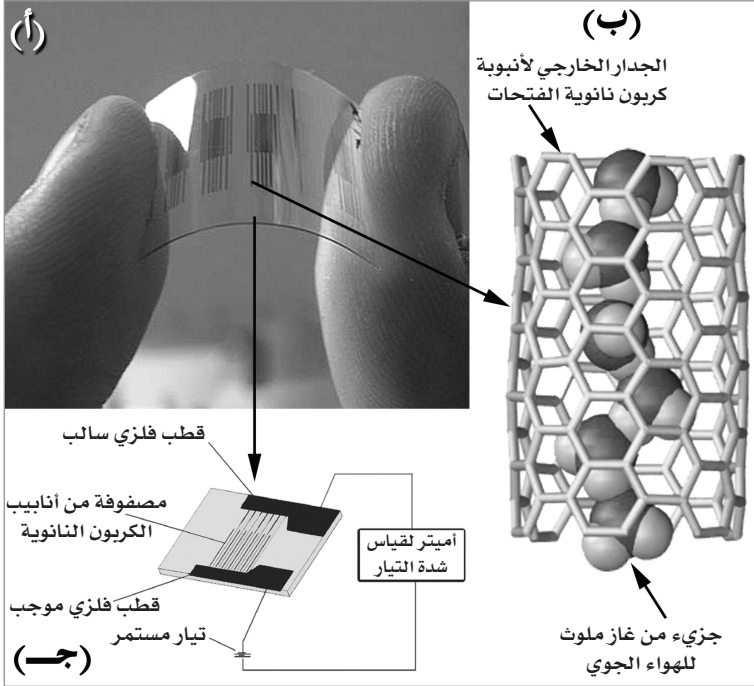 (أ)
(ب)
الجدار الخارجي لأنبوبة
كربون نانوية الفتحات
قطب فلزي سالب
مصفوفة من أنابيب
الكربون النانوية
أميتر لقياس
شدة التيار
قطب فلزي موجب
تيار مستمر
(جـ)
جزيء من غاز ملوث
للهواء الجوي